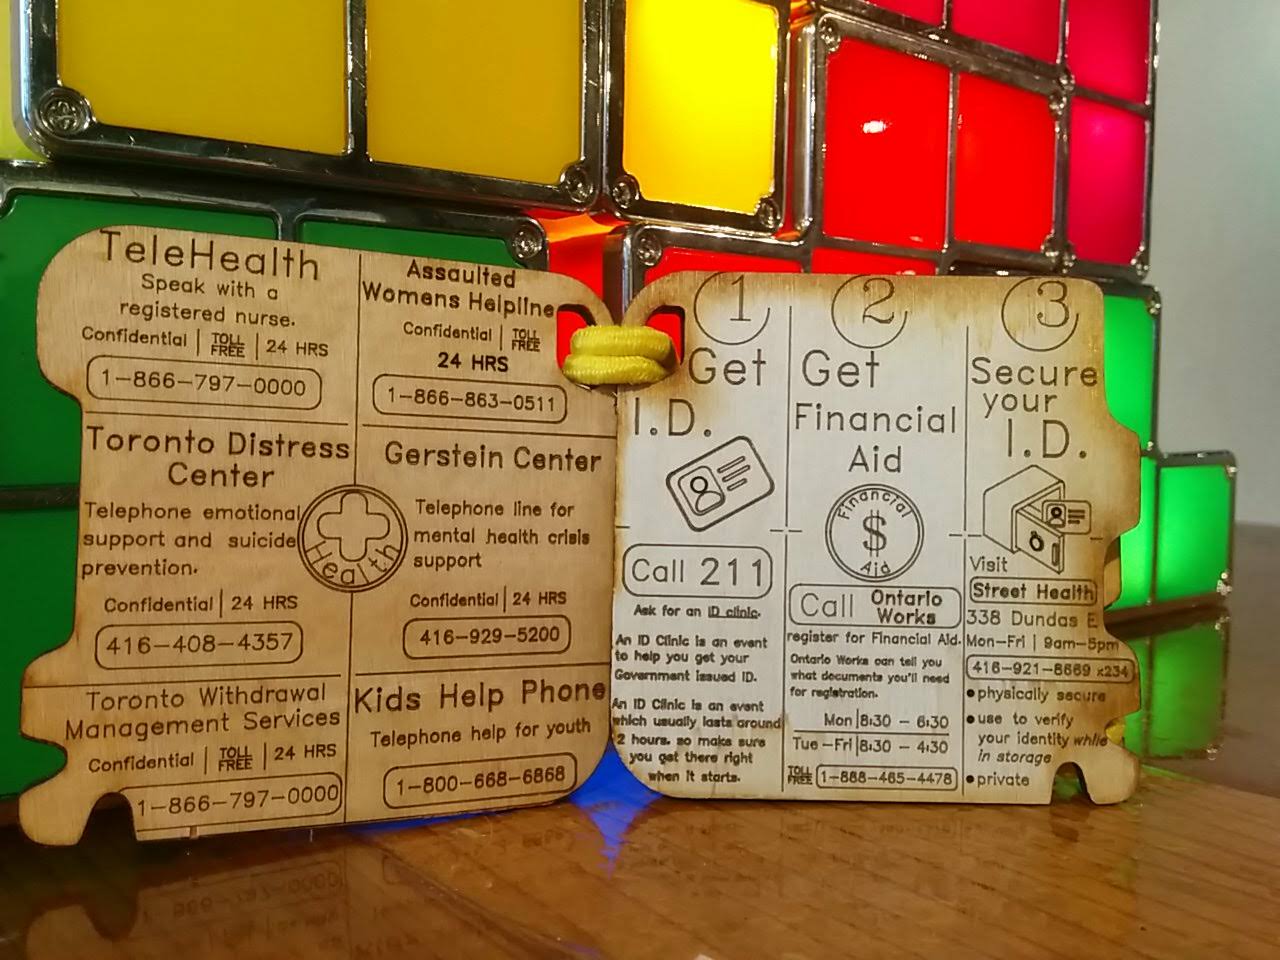 TeleHealth
Speak with a
registered nurse.
Confidential | TOLL FREE | 24 HRS
1-866-797-0000
Assaulted
Womens Helpline
Confidential | TOLL FREE
24 HRS
1-866-863-0511
Toronto Distress
Center
Telephone emotional
support and suicide
prevention.
Confidential | 24 HRS
416-408-4357
Gerstein Center
Telephone line for
mental health crisis
support
Confidential | 24 HRS
416-929-5200
Health
Toronto Withdrawal
Management Services
Confidential | TOLL FREE | 24 HRS
1-866-797-0000
Kids Help Phone
Telephone help for youth
1-800-668-6868
1
Get
I.D.
Call 211
Ask for an ID clinic.
An ID Clinic is an event
to help you get your
Government issued ID.
An ID Clinic is an event
which usually lasts around
2 hours. so make sure
you get there right
when it starts.
2
Get
Financial
Aid
Financial
$
Aid
Call Ontario
Works
register for Financial Aid.
Ontario Works can tell you
what documents you'll need
for registration.
Mon | 8:30 - 6:30
Tue-Fri | 8:30 - 4:30
TOLL FREE 1-888-465-4478
3
Secure
your
I.D.
Visit
Street Health
338 Dundas E
Mon-Fri | 9am-5pm
416-921-8669 x234
• physically secure
• use to verify
your identity while
in storage
• private